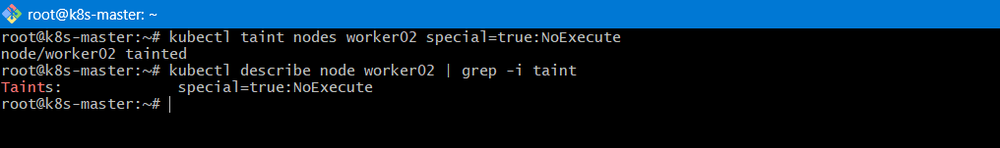 root@k8s-master: ~
root@k8s-master:~# kubectl taint nodes worker02 special=true:NoExecute
node/worker02 tainted
root@k8s-master:~# kubectl describe node worker02 | grep -i taint
Taints:             special=true:NoExecute
root@k8s-master:~#